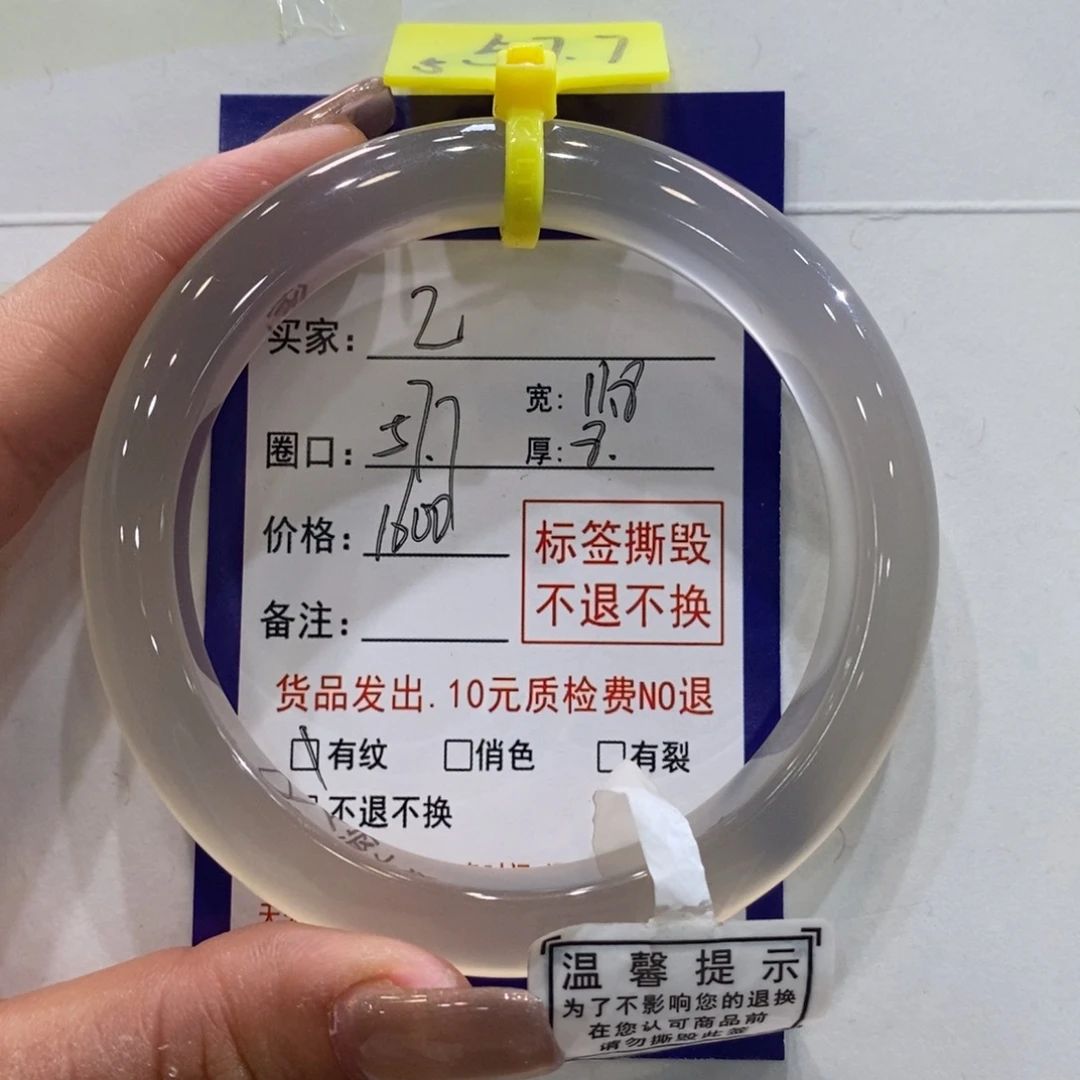 57.7
买家: 乙
圈口: 57.7 宽: 11.8
厚: 7.
价格: 1600
标签撕毁
不退不换
备注:
货品发出.10元质检费NO退
有纹 俏色 有裂
不退不换
温馨提示
为了不影响您的退换
在您认可商品前
请勿撕毁此签